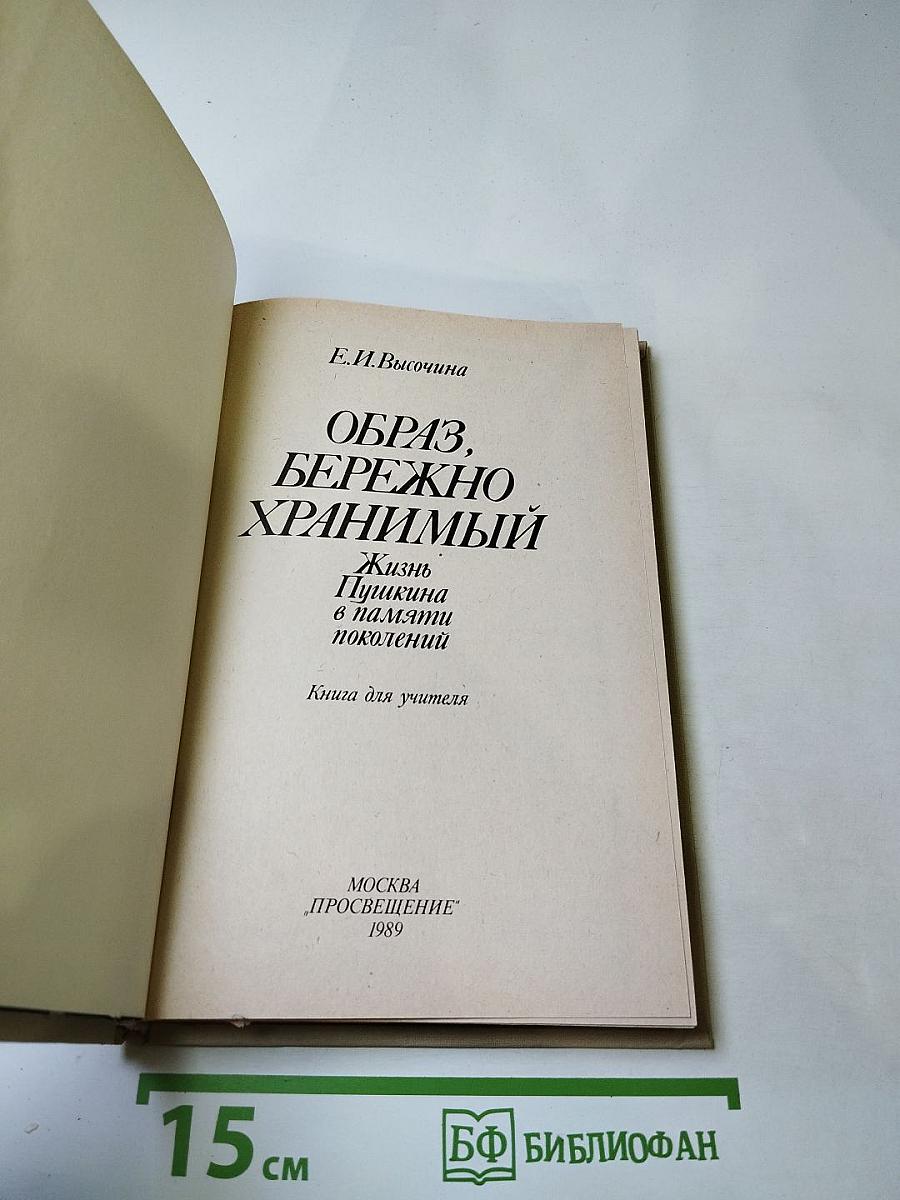 Е.И.Высочина
ОБРАЗ,
БЕРЕЖНО
ХРАНИМЫЙ
Жизнь
Пушкина
в памяти
поколений
Книга для учителя
МОСКВА
„ПРОСВЕЩЕНИЕ“
1989
15 см
БФ БИБЛИОФАН